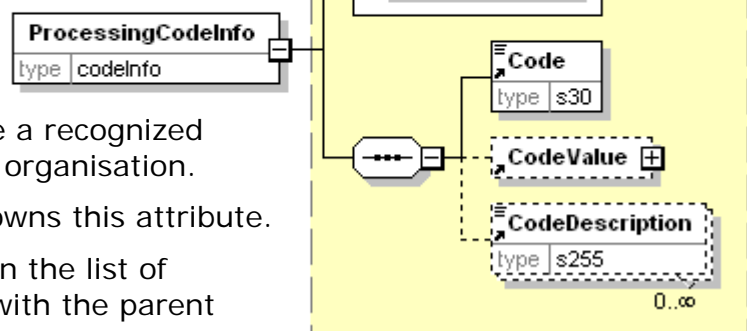 ProcessingCodeInfo
type codeInfo
Code
type s30
e a recognized
organisation.
CodeValue
owns this attribute.
CodeDescription
type s255
n the list of
with the parent
0..∞